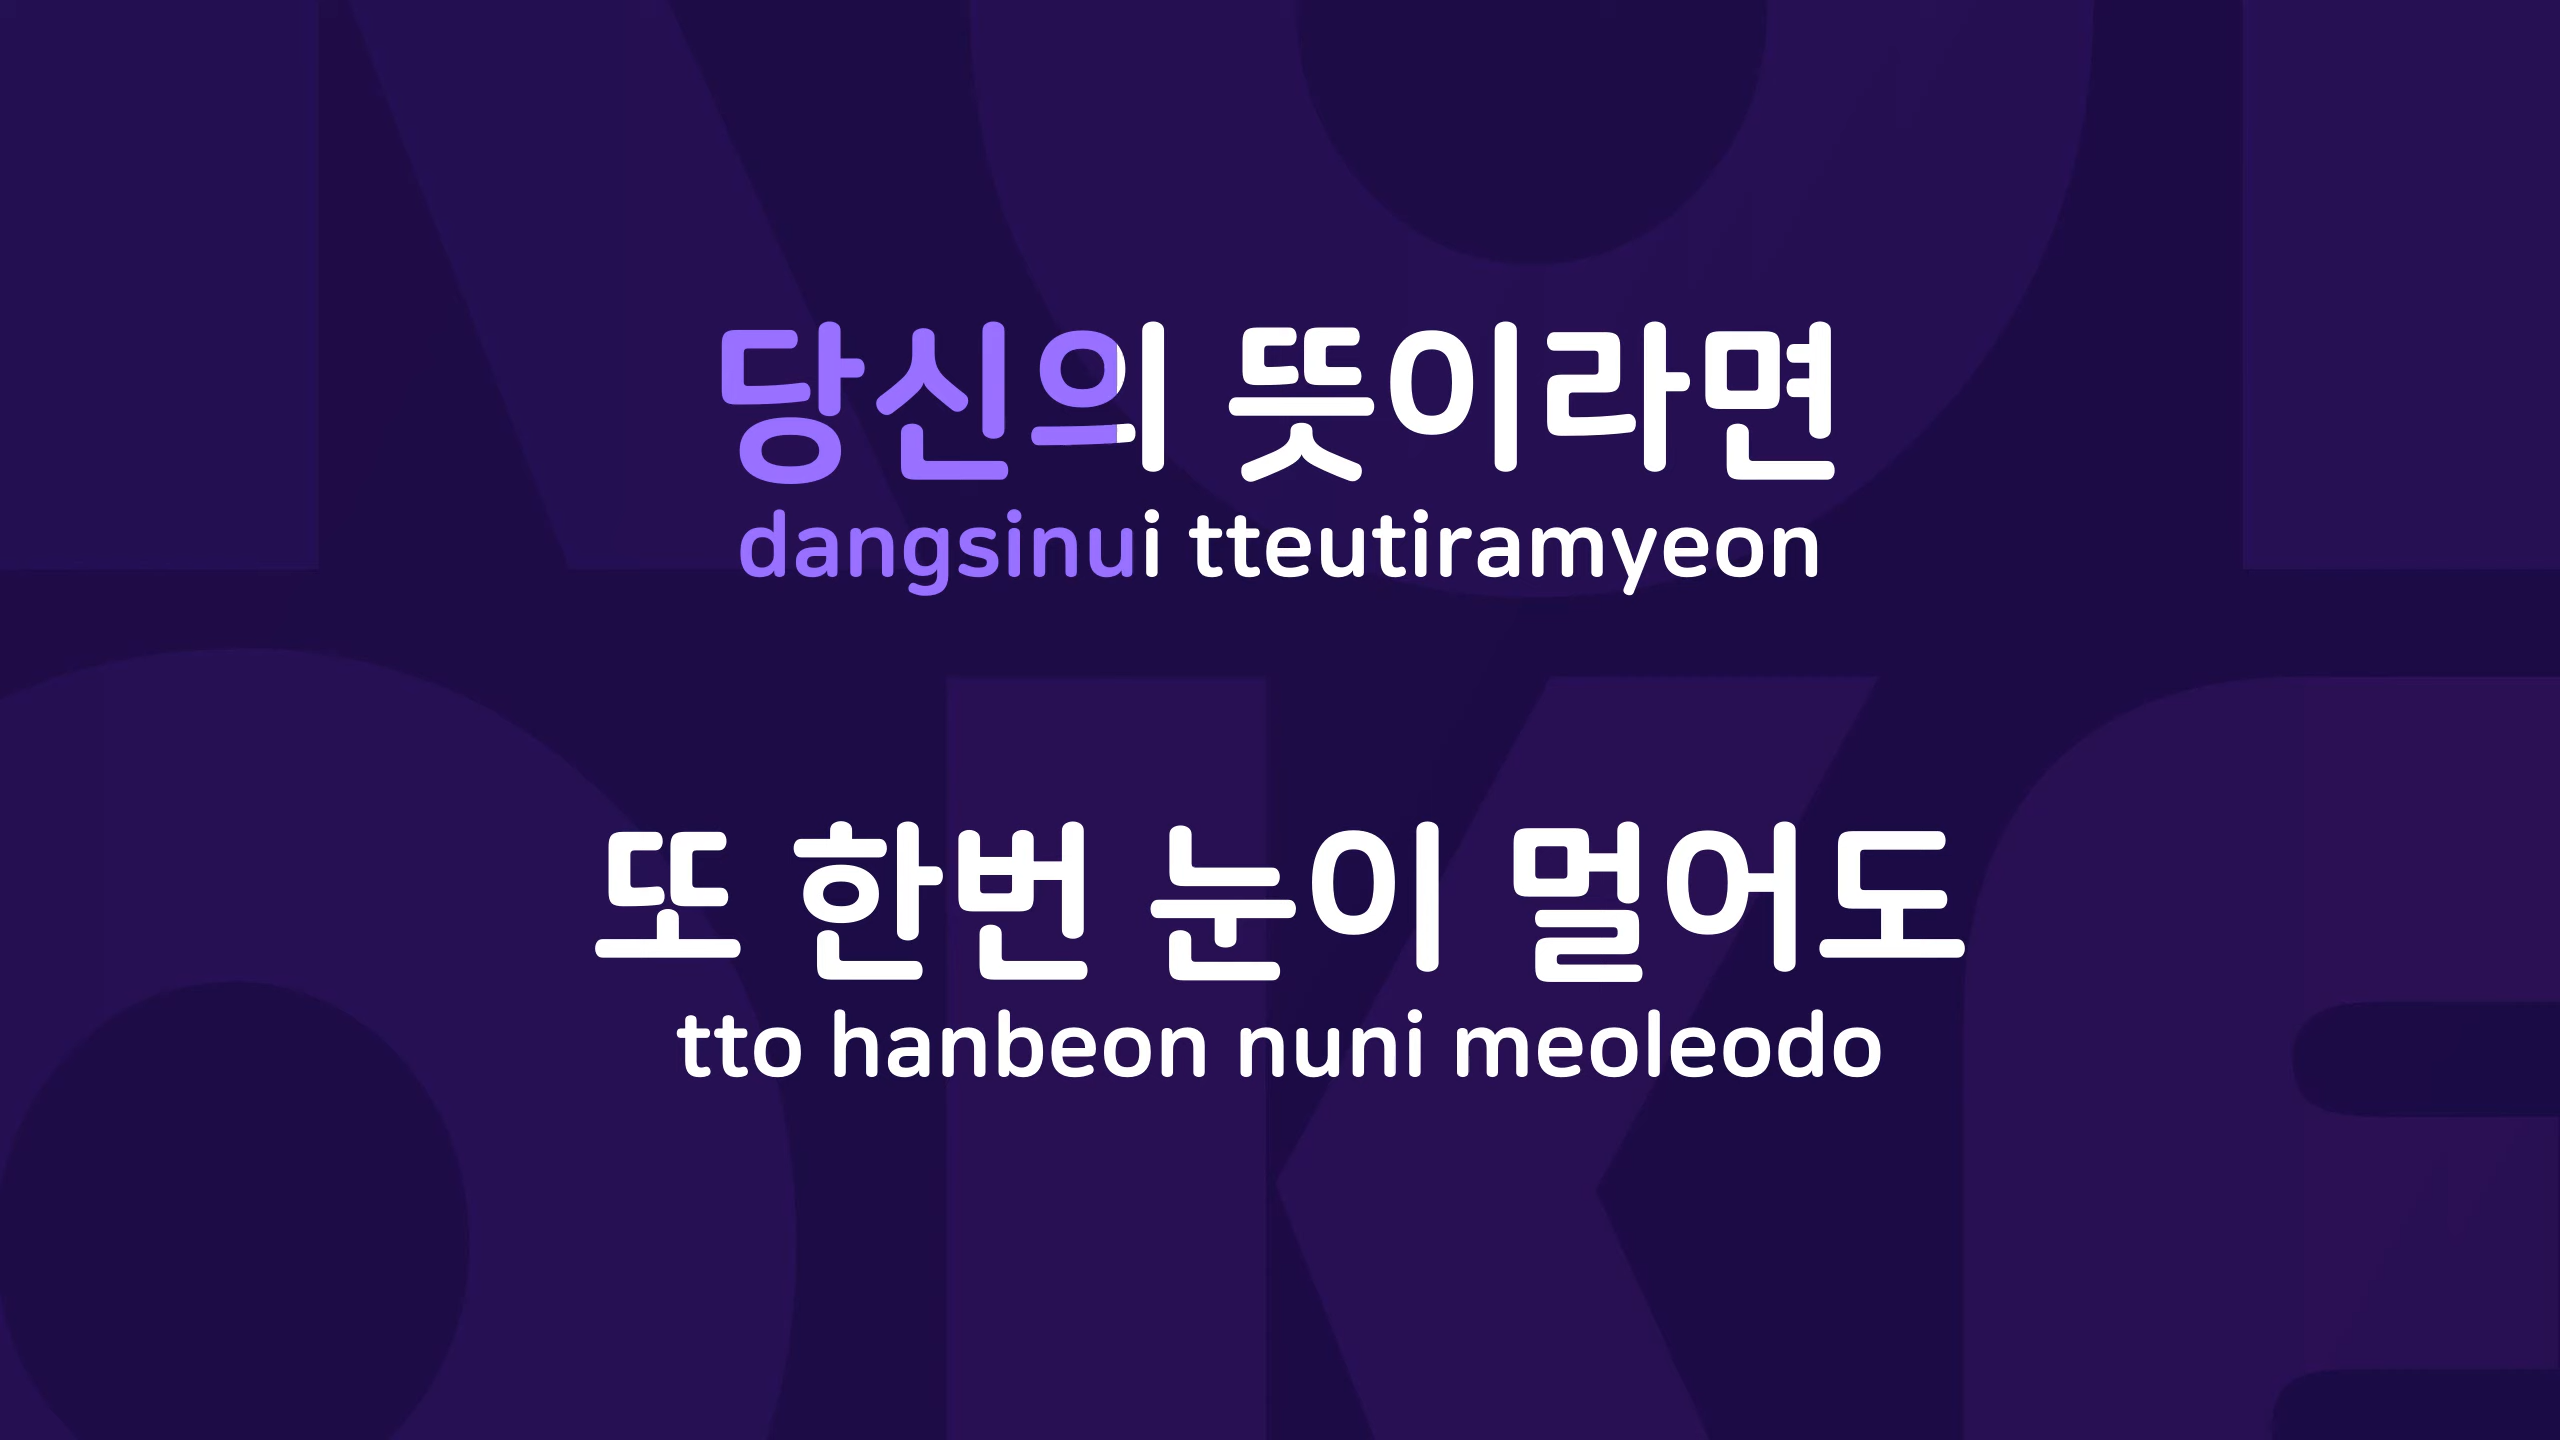 당신의 뜻이라면
dangsinui tteutiramyeon
또 한번 눈이 멀어도
tto hanbeon nuni meoleodo